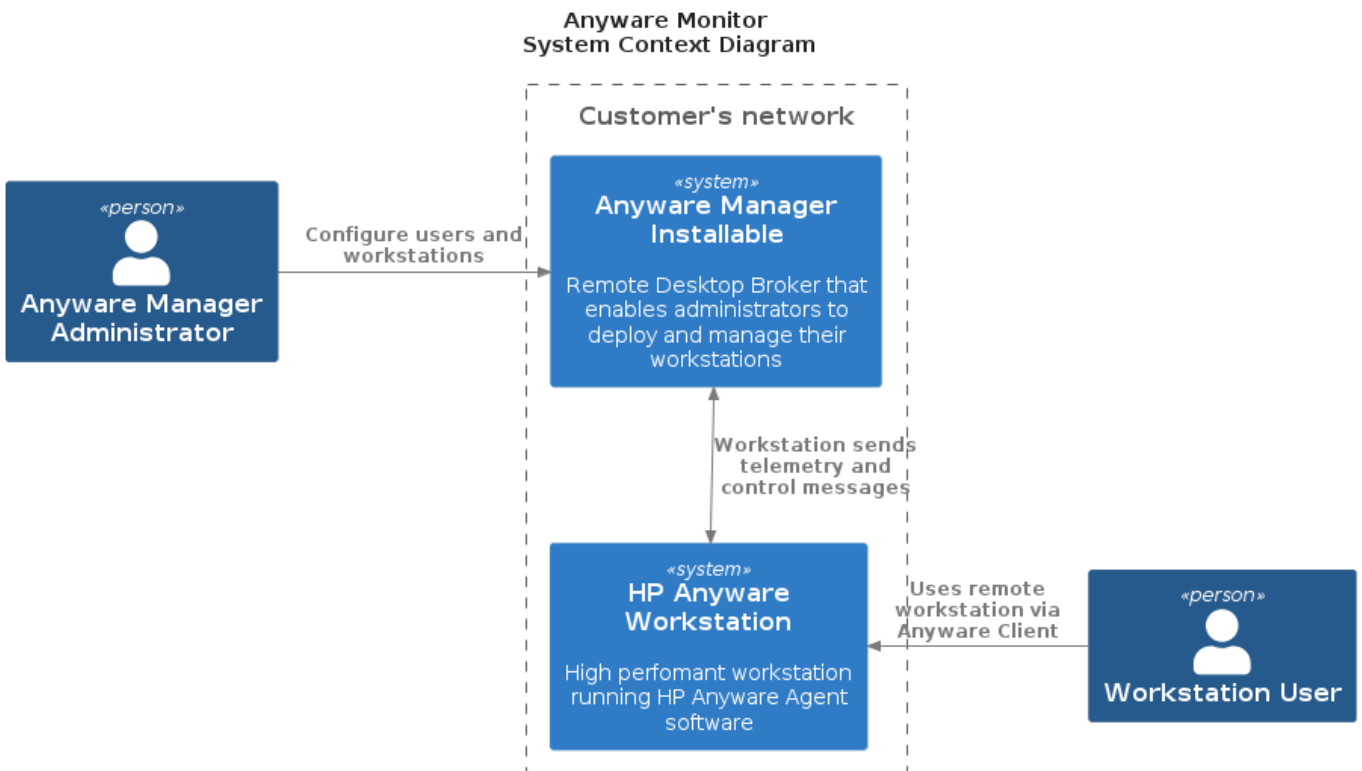 Anyware Monitor
System Context Diagram
Customer's network
«system»
Anyware Manager
Installable
Remote Desktop Broker that
enables administrators to
deploy and manage their
workstations
«person»
Anyware Manager
Administrator
Configure users and
workstations
Workstation sends
telemetry and
control messages
«system»
HP Anyware
Workstation
High perfomant workstation
running HP Anyware Agent
software
Uses remote
workstation via
Anyware Client
«person»
Workstation User